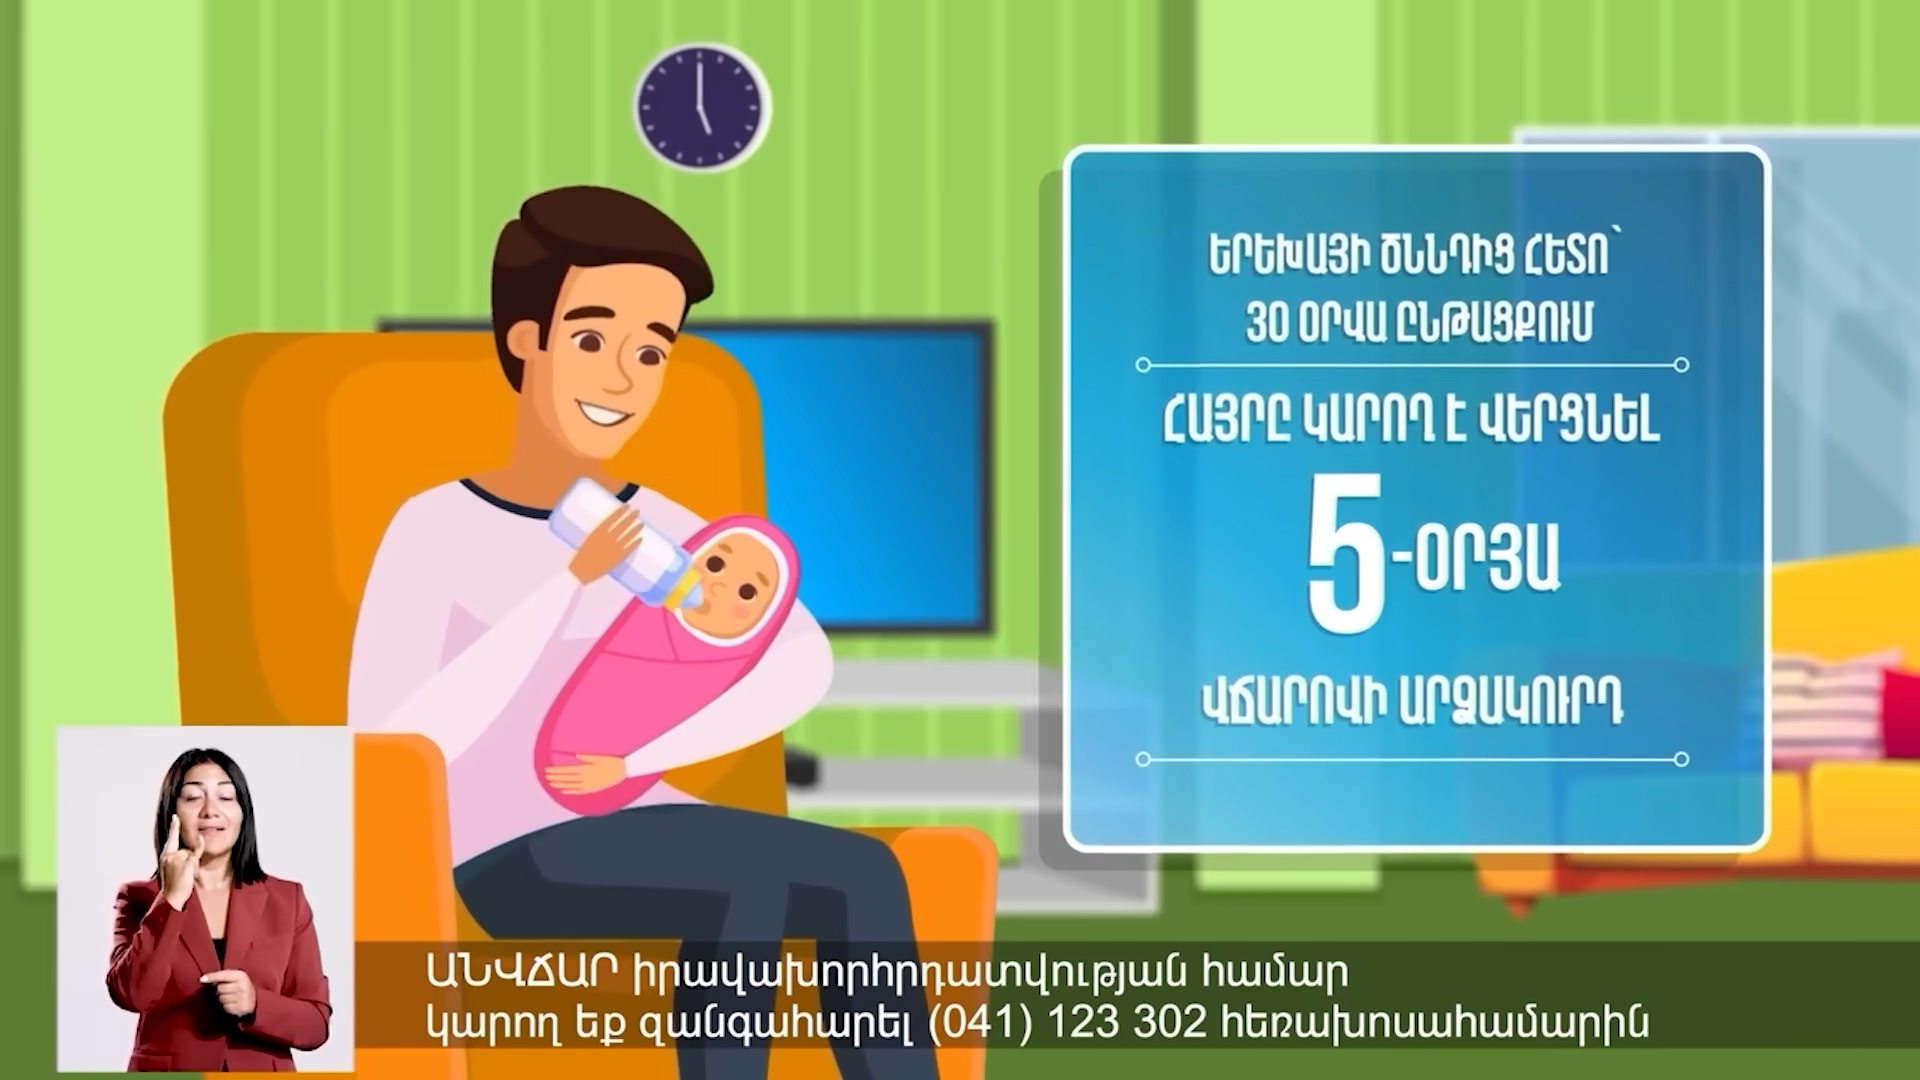 ԵՐԵԽԱՅԻ ԾՆՆԴԻՑ ՀԵՏՈ՝
30 ՕՐՎԱ ԸՆԹԱՑՔՈՒՄ
ՀԱՅՐԸ ԿԱՐՈՂ Է ՎԵՐՑՆԵԼ
5-ՕՐՅԱ
ՎՃԱՐՈՎԻ ԱՐՁԱԿՈՒՐԴ
ԱՆՎՃԱՐ իրավախորհրդատվության համար
կարող եք զանգահարել (041) 123 302 հեռախոսահամարին